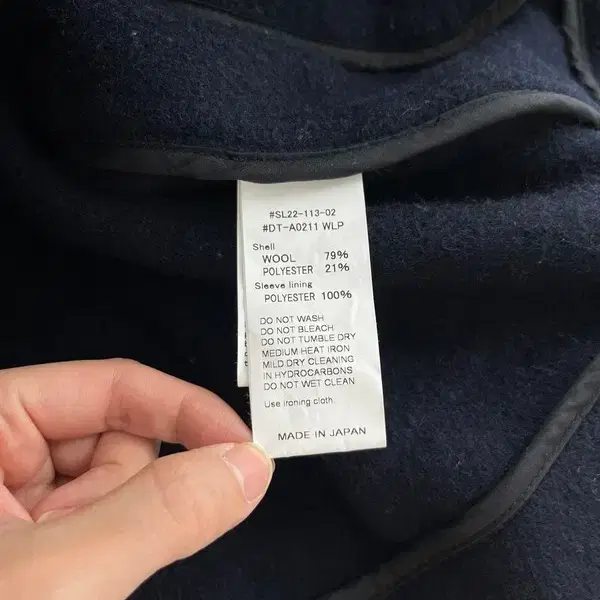 #SL22-113-02
#DT-A0211 WLP
Shell
WOOL 79%
POLYESTER 21%
Sleeve lining
POLYESTER 100%
DO NOT WASH
DO NOT BLEACH
DO NOT TUMBLE DRY
MEDIUM HEAT IRON
MILD DRY CLEANING
IN HYDROCARBONS
DO NOT WET CLEAN
Use ironing cloth.
MADE IN JAPAN